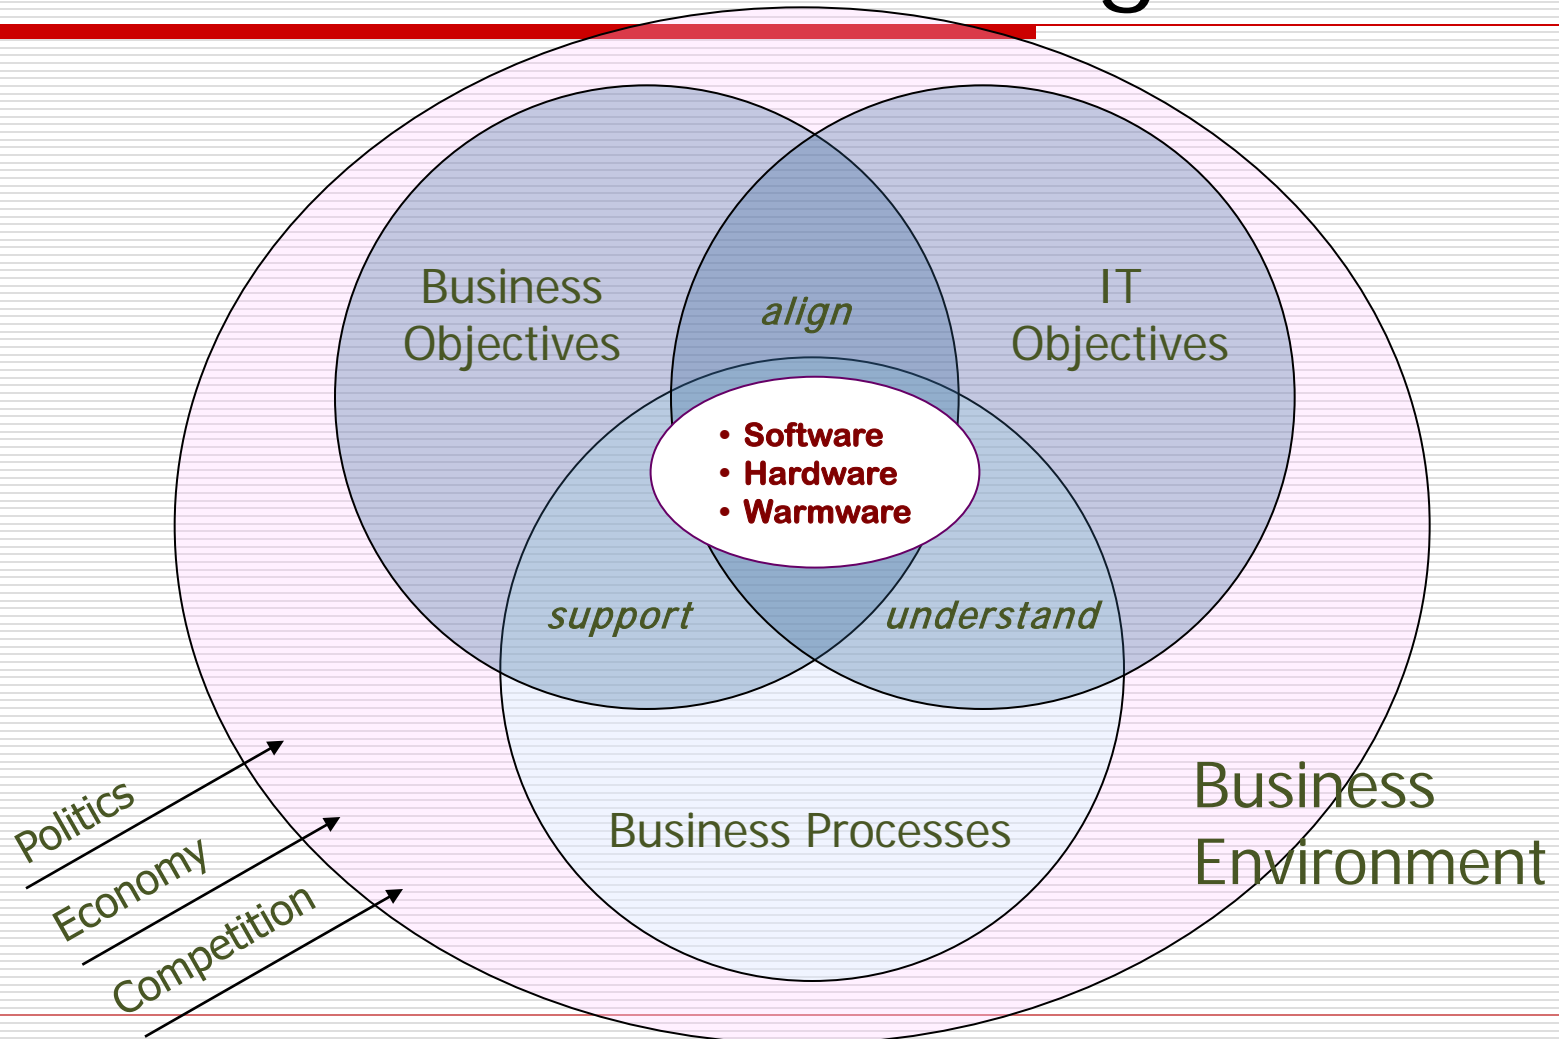 Business
Objectives
align
IT
Objectives
• Software
• Hardware
• Warmware
support
understand
Business Processes
Business
Environment
Politics
Economy
Competition